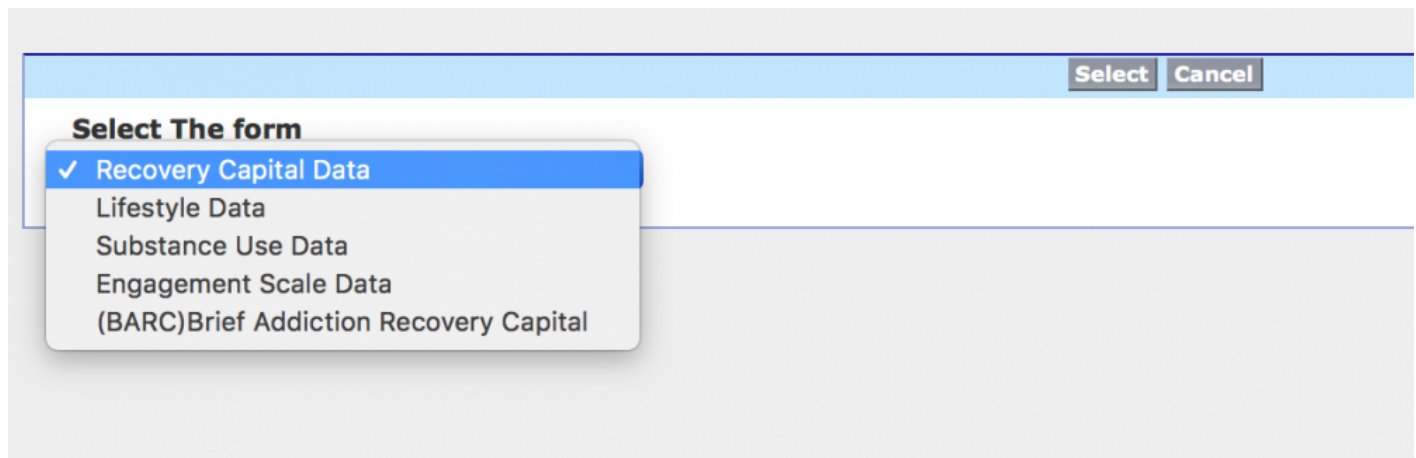 Select Cancel
Select The form
✓ Recovery Capital Data
Lifestyle Data
Substance Use Data
Engagement Scale Data
(BARC)Brief Addiction Recovery Capital